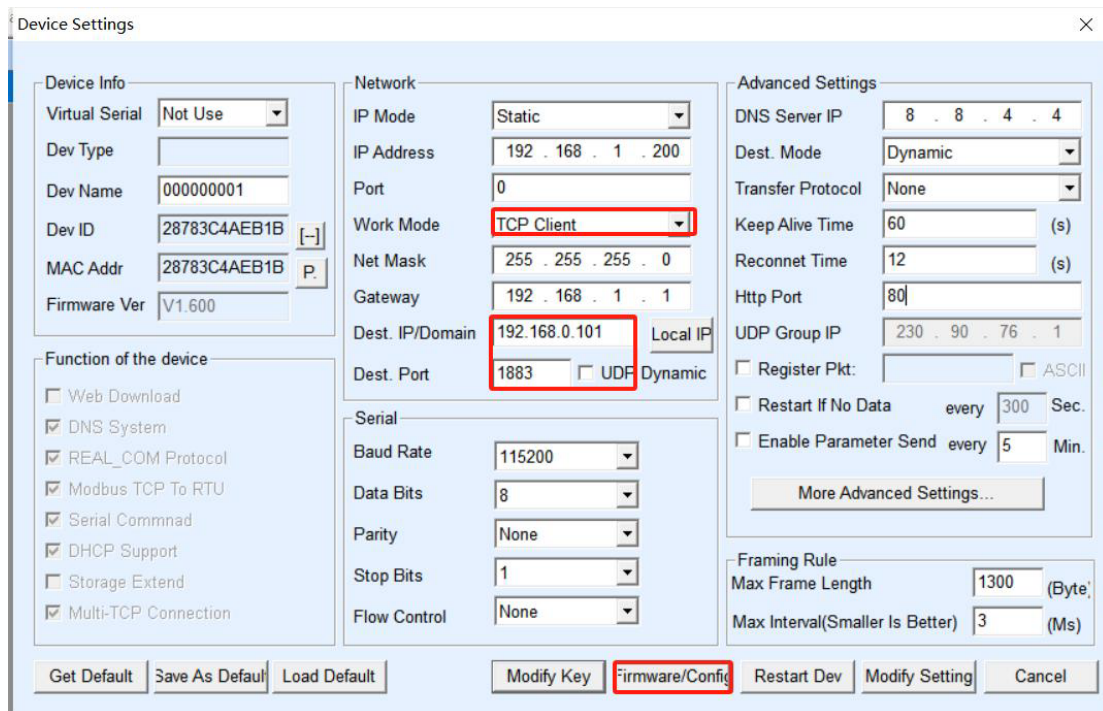 Device Settings
Device Info
Virtual Serial Not Use
Dev Type
Dev Name 000000001
Dev ID 28783C4AEB1B [--]
MAC Addr 28783C4AEB1B P.
Firmware Ver V1.600
Function of the device
Web Download
DNS System
REAL_COM Protocol
Modbus TCP To RTU
Serial Commnad
DHCP Support
Storage Extend
Multi-TCP Connection
Network
IP Mode Static
IP Address 192 . 168 . 1 . 200
Port 0
Work Mode TCP Client
Net Mask 255 . 255 . 255 . 0
Gateway 192 . 168 . 1 . 1
Dest. IP/Domain 192.168.0.101 Local IP
Dest. Port 1883 UDP Dynamic
Serial
Baud Rate 115200
Data Bits 8
Parity None
Stop Bits 1
Flow Control None
Advanced Settings
DNS Server IP 8 . 8 . 4 . 4
Dest. Mode Dynamic
Transfer Protocol None
Keep Alive Time 60 (s)
Reconnet Time 12 (s)
Http Port 80
UDP Group IP 230 . 90 . 76 . 1
Register Pkt: ASCII
Restart If No Data every 300 Sec.
Enable Parameter Send every 5 Min.
More Advanced Settings...
Framing Rule
Max Frame Length 1300 (Byte)
Max Interval(Smaller Is Better) 3 (Ms)
Get Default Save As Defaul Load Default Modify Key Firmware/Config Restart Dev Modify Setting Cancel